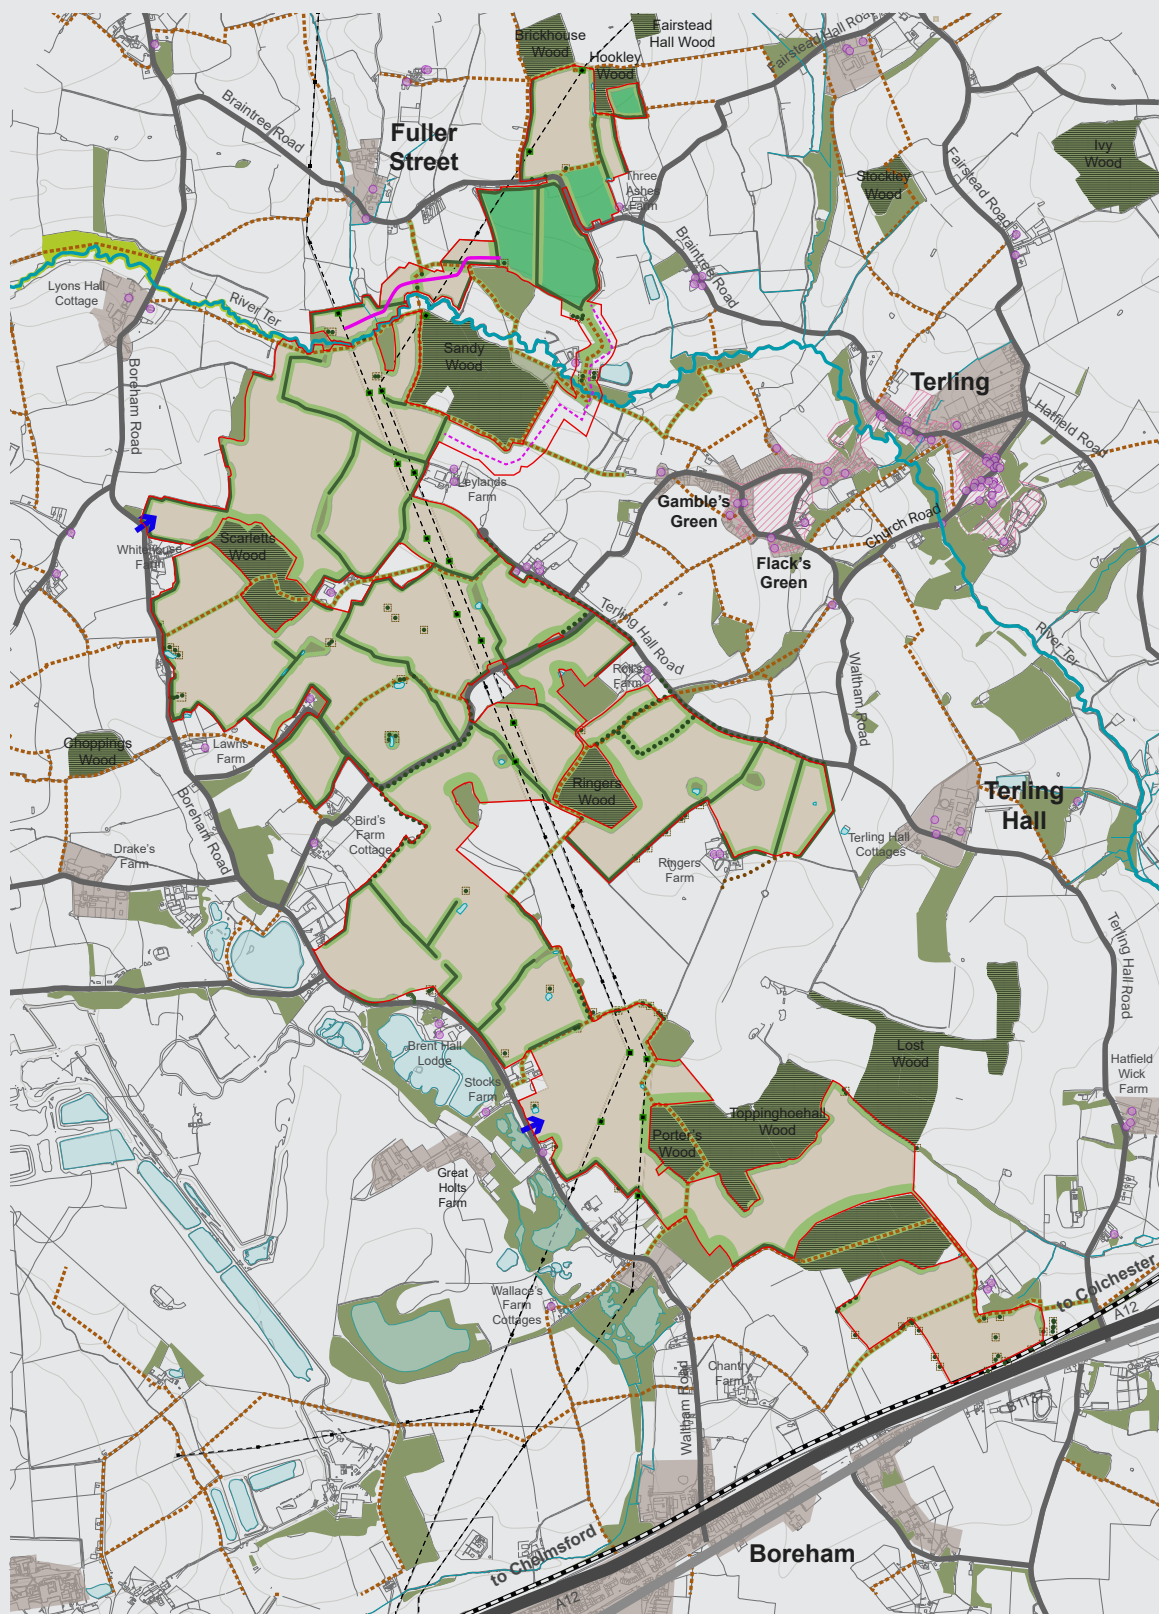 Brickhouse
Wood
Fairstead
Hall Wood
Hookley
Wood
Fairstead Hall Road
Braintree Road
Fuller
Street
Ivy
Wood
Stockley
Wood
Fairstead Road
Three
Ashes
Farm
Braintree Road
Lyons Hall
Cottage
River Ter
Boreham Road
Sandy
Wood
Terling
Hatfield Road
Leylands
Farm
Gamble's
Green
Church Road
Flack's
Green
Whitehouse
Farm
Scarletts
Wood
Terling Hall Road
River Ter
Roll's
Farm
Waltham Road
Choppings
Wood
Lawns
Farm
Ringers
Wood
Terling
Hall
Boreham Road
Bird's
Farm
Cottage
Drake's
Farm
Terling Hall
Cottages
Ringers
Farm
Terling Hall Road
Brent Hall
Lodge
Lost
Wood
Stocks
Farm
Hatfield
Wick
Farm
Toppinghoehall
Wood
Porter's
Wood
Great
Holts
Farm
Wallace's
Farm
Cottages
to Colchester
A12
Chantry
Farm
Waltham Road
B1137
to Chelmsford
Boreham
A12